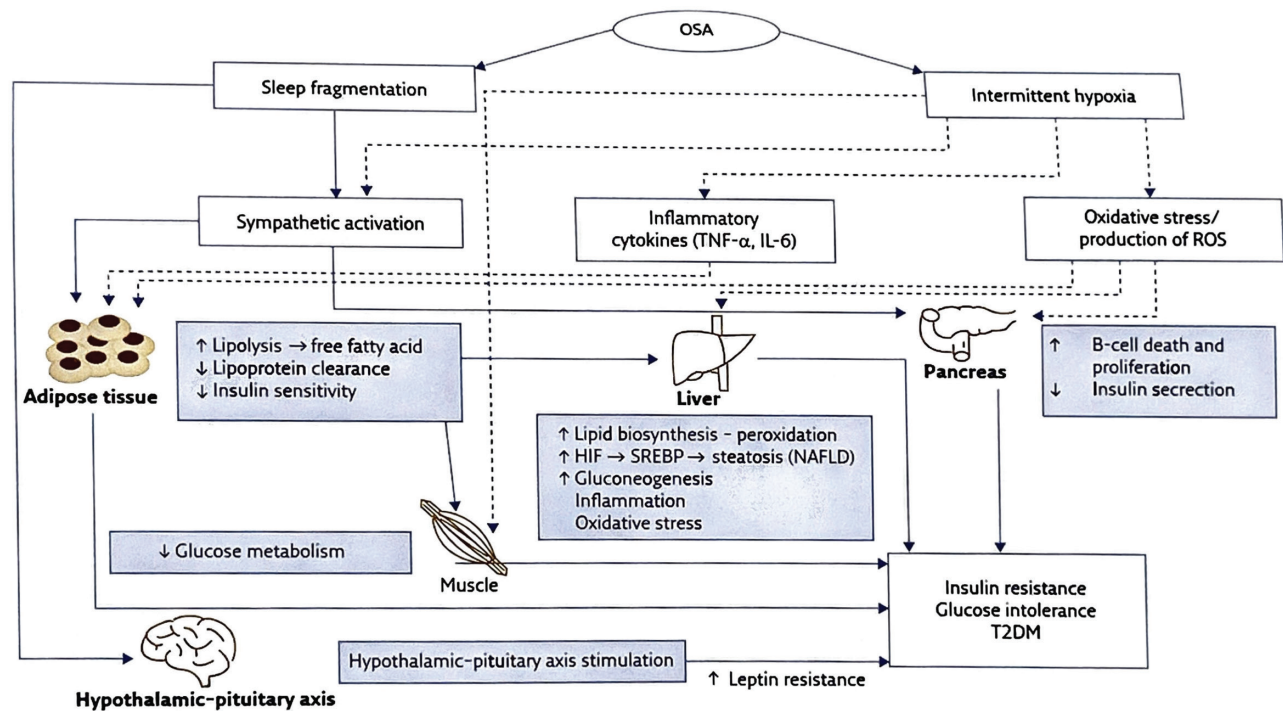 OSA
Sleep fragmentation
Intermittent hypoxia
Sympathetic activation
Inflammatory
cytokines (TNF-α, IL-6)
Oxidative stress/
production of ROS
Adipose tissue
↑ Lipolysis → free fatty acid
↓ Lipoprotein clearance
↓ Insulin sensitivity
Liver
Pancreas
↑ B-cell death and
proliferation
↓ Insulin secrection
↑ Lipid biosynthesis - peroxidation
↑ HIF → SREBP → steatosis (NAFLD)
↑ Gluconeogenesis
Inflammation
Oxidative stress
↓ Glucose metabolism
Muscle
Insulin resistance
Glucose intolerance
T2DM
Hypothalamic-pituitary axis
Hypothalamic-pituitary axis stimulation
↑ Leptin resistance